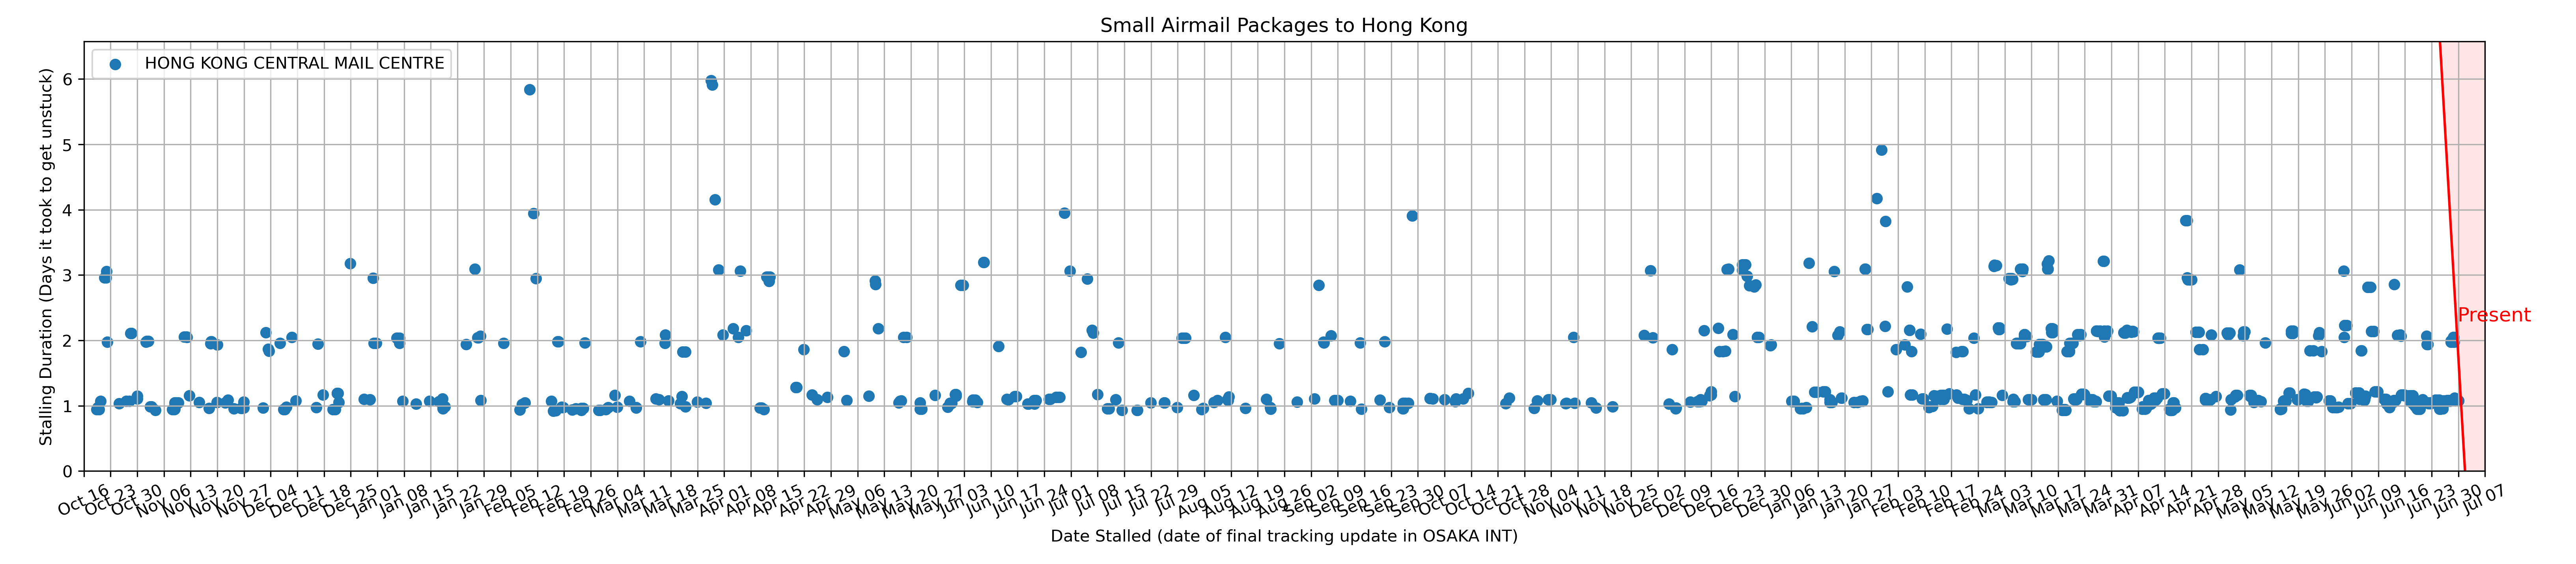 Small Airmail Packages to Hong Kong
HONG KONG CENTRAL MAIL CENTRE
Stalling Duration (Days it took to get unstuck)
6
5
4
3
2
1
0
Present
Oct 16
Oct 23
Oct 30
Nov 06
Nov 13
Nov 20
Nov 27
Dec 04
Dec 11
Dec 18
Dec 25
Jan 01
Jan 08
Jan 15
Jan 22
Jan 29
Feb 05
Feb 12
Feb 19
Feb 26
Mar 04
Mar 11
Mar 18
Mar 25
Apr 01
Apr 08
Apr 15
Apr 22
Apr 29
May 06
May 13
May 20
May 27
Jun 03
Jun 10
Jun 17
Jun 24
Jul 01
Jul 08
Jul 15
Jul 22
Jul 29
Aug 05
Aug 12
Aug 19
Aug 26
Sep 02
Sep 09
Sep 16
Sep 23
Sep 30
Oct 07
Oct 14
Oct 21
Oct 28
Nov 04
Nov 11
Nov 18
Nov 25
Dec 02
Dec 09
Dec 16
Dec 23
Dec 30
Jan 06
Jan 13
Jan 20
Jan 27
Feb 03
Feb 10
Feb 17
Feb 24
Mar 03
Mar 10
Mar 17
Mar 24
Mar 31
Apr 07
Apr 14
Apr 21
Apr 28
May 05
May 12
May 19
May 26
Jun 02
Jun 09
Jun 16
Jun 23
Jun 30
Jul 07
Date Stalled (date of final tracking update in OSAKA INT)